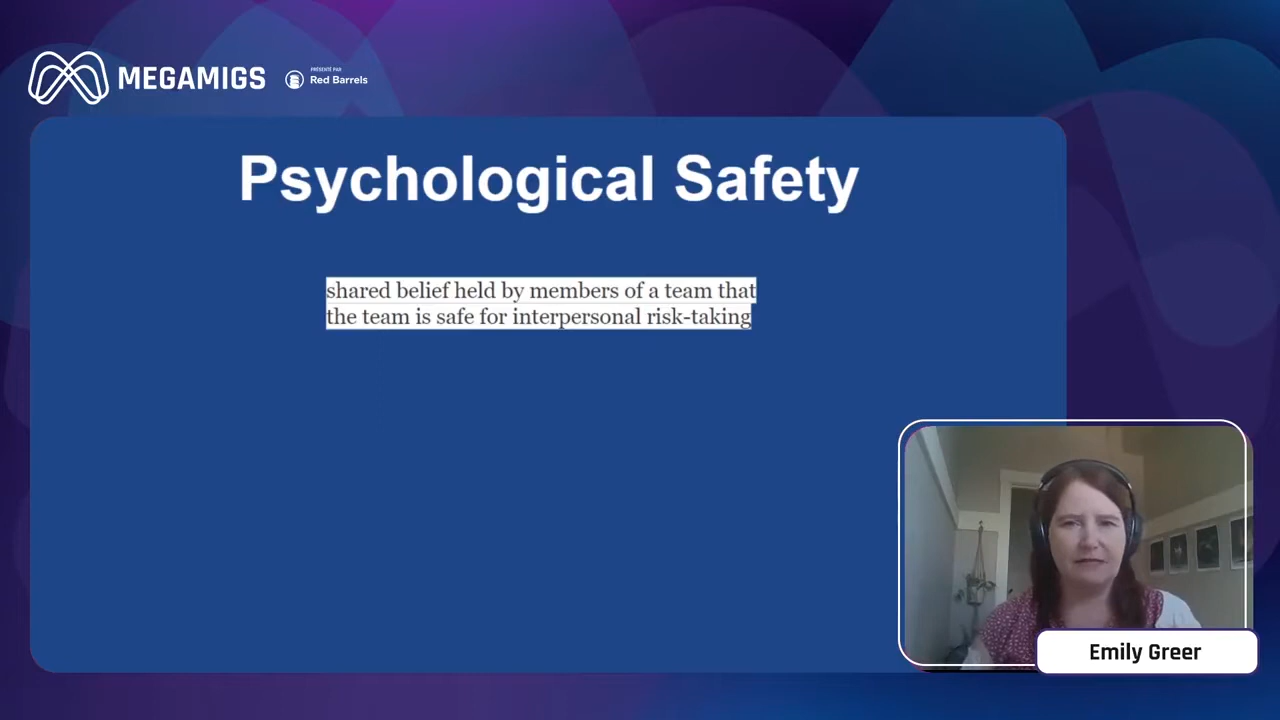 MEGAMIGS
PRÉSENTÉ PAR
Red Barrels
Psychological Safety
shared belief held by members of a team that
the team is safe for interpersonal risk-taking
Emily Greer